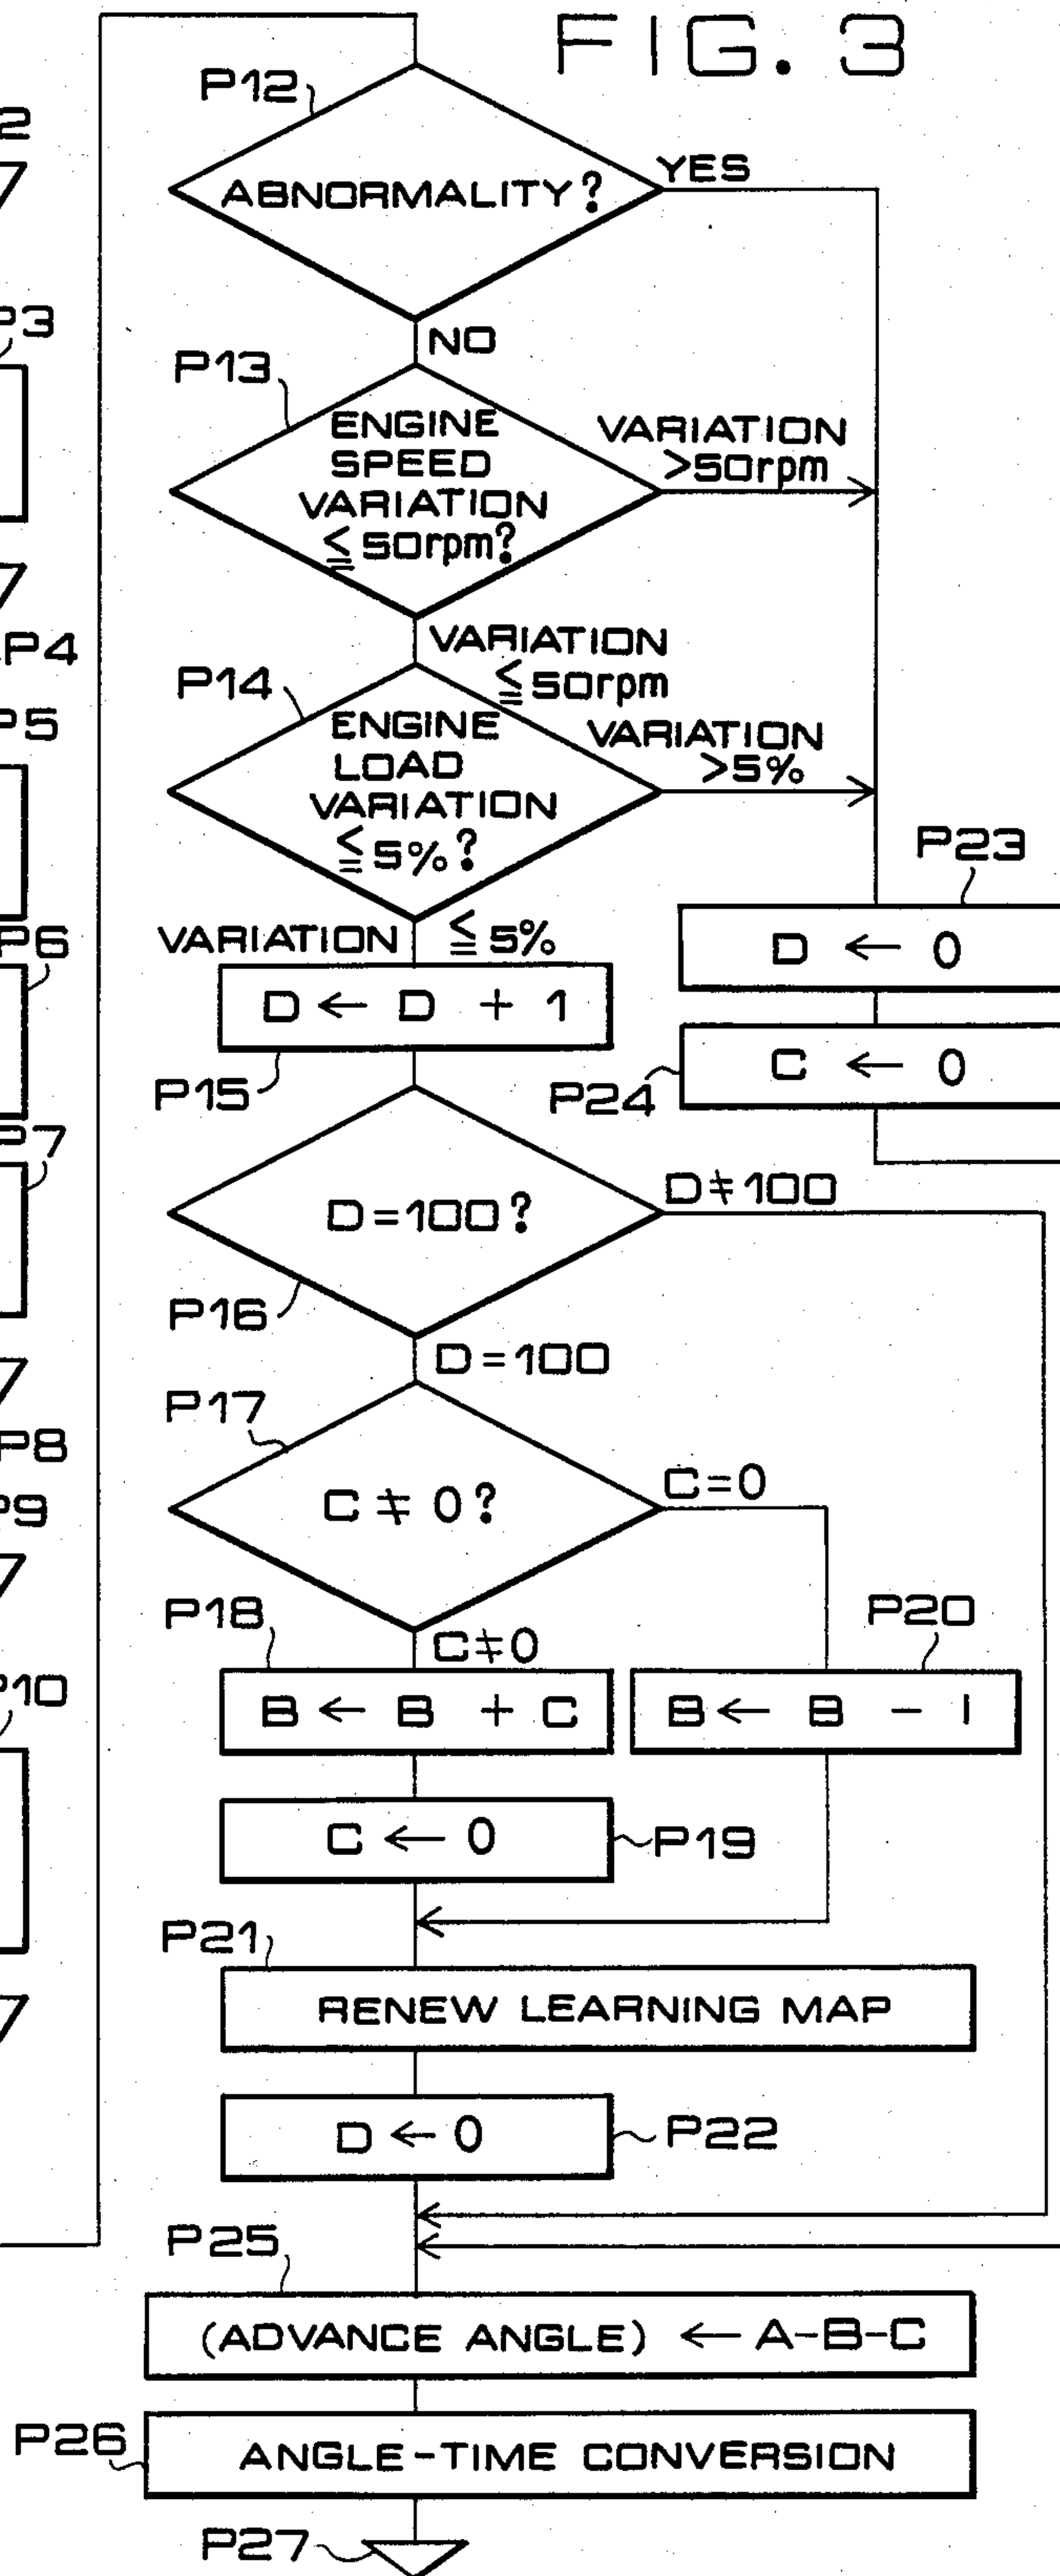 FIG. 3
P12
2
ABNORMALITY?
YES
P3
NO
P13
ENGINE
SPEED
VARIATION
≦50rpm?
VARIATION
>50rpm
P4
VARIATION
≦50rpm
P14
P5
ENGINE
LOAD
VARIATION
≦5%?
VARIATION
>5%
P23
P6
VARIATION ≦5%
D ← 0
D ← D + 1
C ← 0
P24
P15
P7
D≠100
D=100?
P16
D=100
P17
P8
C=0
C ≠ 0?
P9
P18
P20
C≠0
P10
B ← B + C
B ← B - 1
C ← 0
P19
P21
RENEW LEARNING MAP
D ← 0
P22
P25
(ADVANCE ANGLE) ← A-B-C
P26
ANGLE-TIME CONVERSION
P27